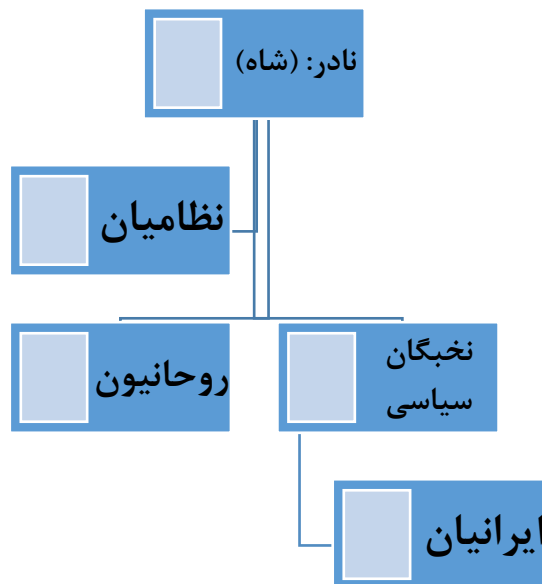 نادر: (شاه)
نظامیان
روحانیون
نخبگان
سیاسی
ایرانیان